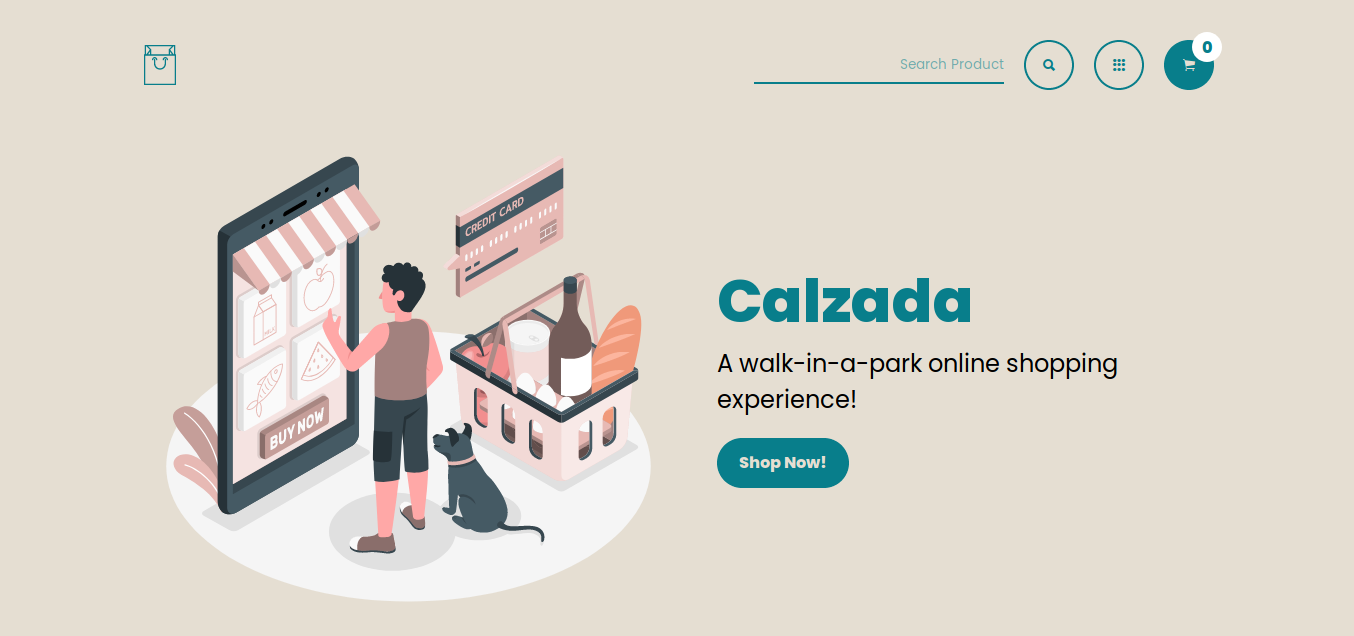 Search Product
0
CREDIT CARD
MILK
BUY NOW
Calzada
A walk-in-a-park online shopping
experience!
Shop Now!